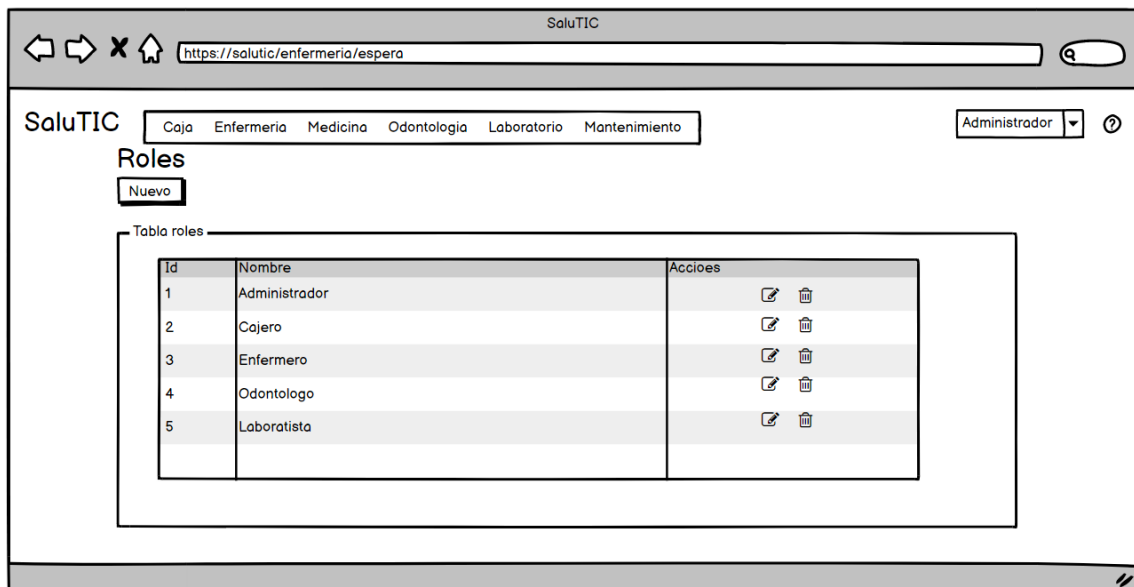 SaluTIC
https://salutic/enfermeria/espera
SaluTIC
Caja Enfermeria Medicina Odontologia Laboratorio Mantenimiento
Administrador
?
Roles
Nuevo
Tabla roles
Id Nombre Accioes
1 Administrador
2 Cajero
3 Enfermero
4 Odontologo
5 Laboratista